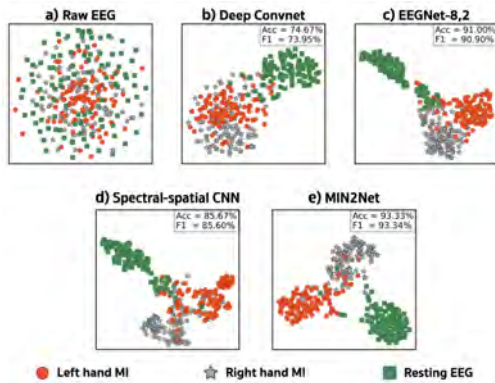 a) Raw EEG
b) Deep Convnet
Acc = 74.67%
F1 = 73.95%
c) EEGNet-8,2
Acc = 91.00%
F1 = 90.90%
d) Spectral-spatial CNN
Acc = 85.67%
F1 = 85.60%
e) MIN2Net
Acc = 93.33%
F1 = 93.34%
Left hand MI
Right hand MI
Resting EEG